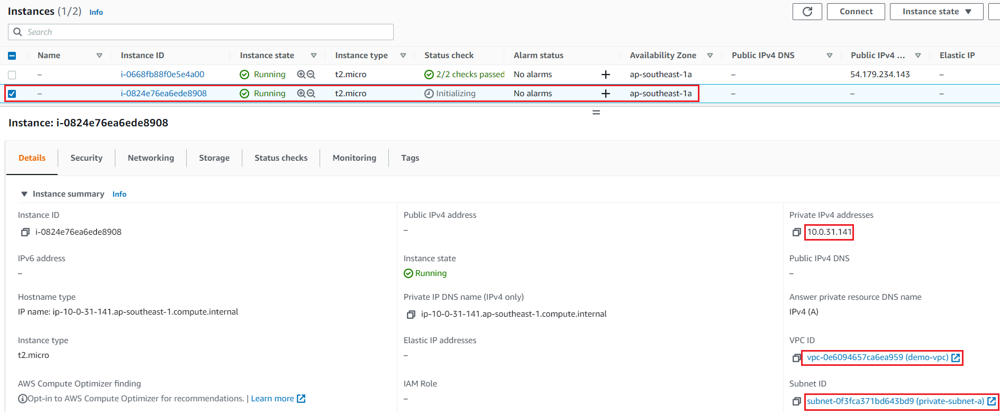 Instances (1/2) Info
Connect Instance state
Search
Name Instance ID Instance state Instance type Status check Alarm status Availability Zone Public IPv4 DNS Public IPv4 ... Elastic IP
– i-0668fb88f0e5e4a00 Running t2.micro 2/2 checks passed No alarms + ap-southeast-1a – 54.179.234.143 –
– i-0824e76ea6ede8908 Running t2.micro Initializing No alarms + ap-southeast-1a – – –
Instance: i-0824e76ea6ede8908
Details Security Networking Storage Status checks Monitoring Tags
Instance summary Info
Instance ID Public IPv4 address Private IPv4 addresses
i-0824e76ea6ede8908 – 10.0.31.141
IPv6 address Instance state Public IPv4 DNS
– Running –
Hostname type Private IP DNS name (IPv4 only) Answer private resource DNS name
IP name: ip-10-0-31-141.ap-southeast-1.compute.internal ip-10-0-31-141.ap-southeast-1.compute.internal IPv4 (A)
Instance type Elastic IP addresses VPC ID
t2.micro – vpc-0e6094657ca6ea959 (demo-vpc)
AWS Compute Optimizer finding IAM Role Subnet ID
Opt-in to AWS Compute Optimizer for recommendations. | Learn more – subnet-0f3fca371bd643bd9 (private-subnet-a)